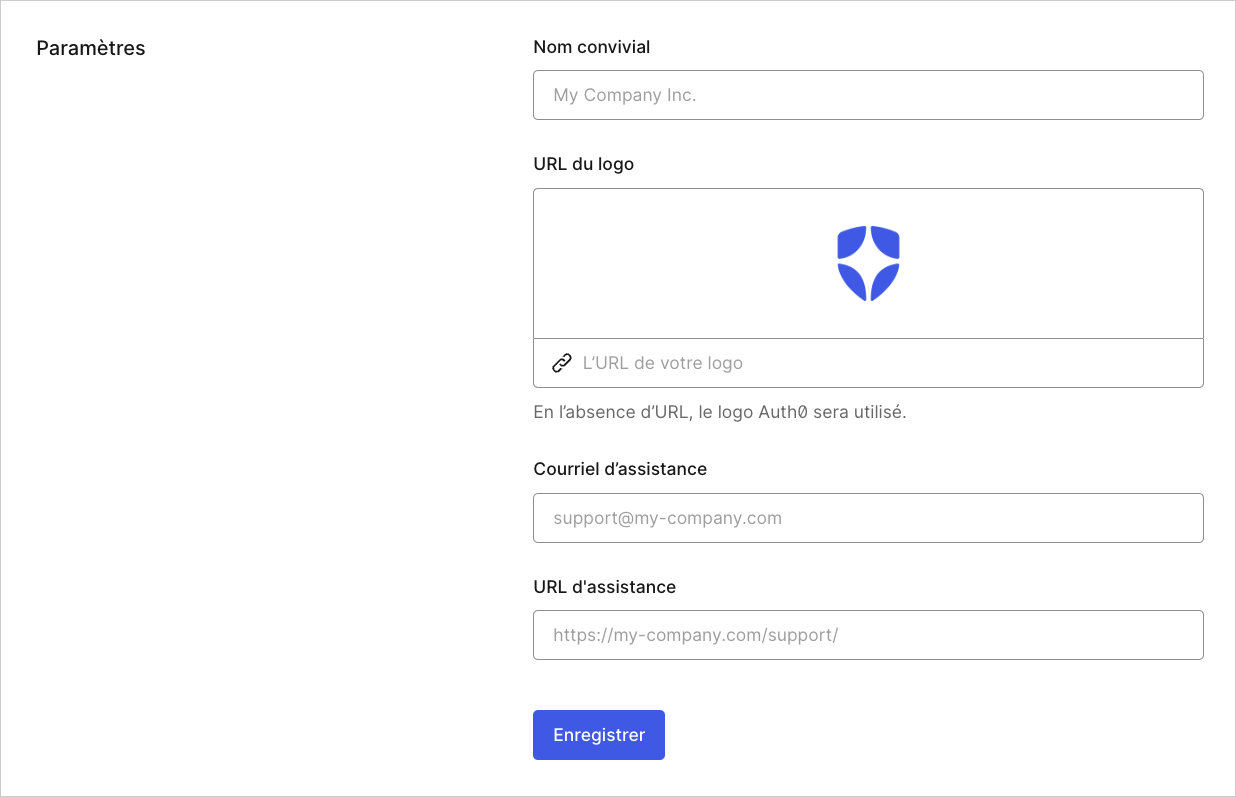 Paramètres
Nom convivial
My Company Inc.
URL du logo
L’URL de votre logo
En l’absence d’URL, le logo Auth0 sera utilisé.
Courriel d’assistance
support@my-company.com
URL d'assistance
https://my-company.com/support/
Enregistrer